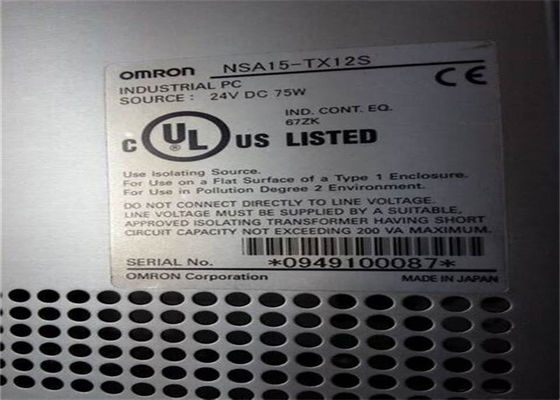 OMRON NSA15-TX12S
INDUSTRIAL PC
SOURCE : 24V DC 75W
CE
IND. CONT. EQ.
67ZK
C UL US LISTED
Use Isolating Source.
For Use on a Flat Surface of a Type 1 Enclosure.
For Use in Pollution Degree 2 Environment.
DO NOT CONNECT DIRECTLY TO LINE VOLTAGE.
LINE VOLTAGE MUST BE SUPPLIED BY A SUITABLE,
APPROVED ISOLATING TRANSFORMER HAVING SHORT
CIRCUIT CAPACITY NOT EXCEEDING 200 VA MAXIMUM.
SERIAL No. *0949100087*
OMRON Corporation MADE IN JAPAN